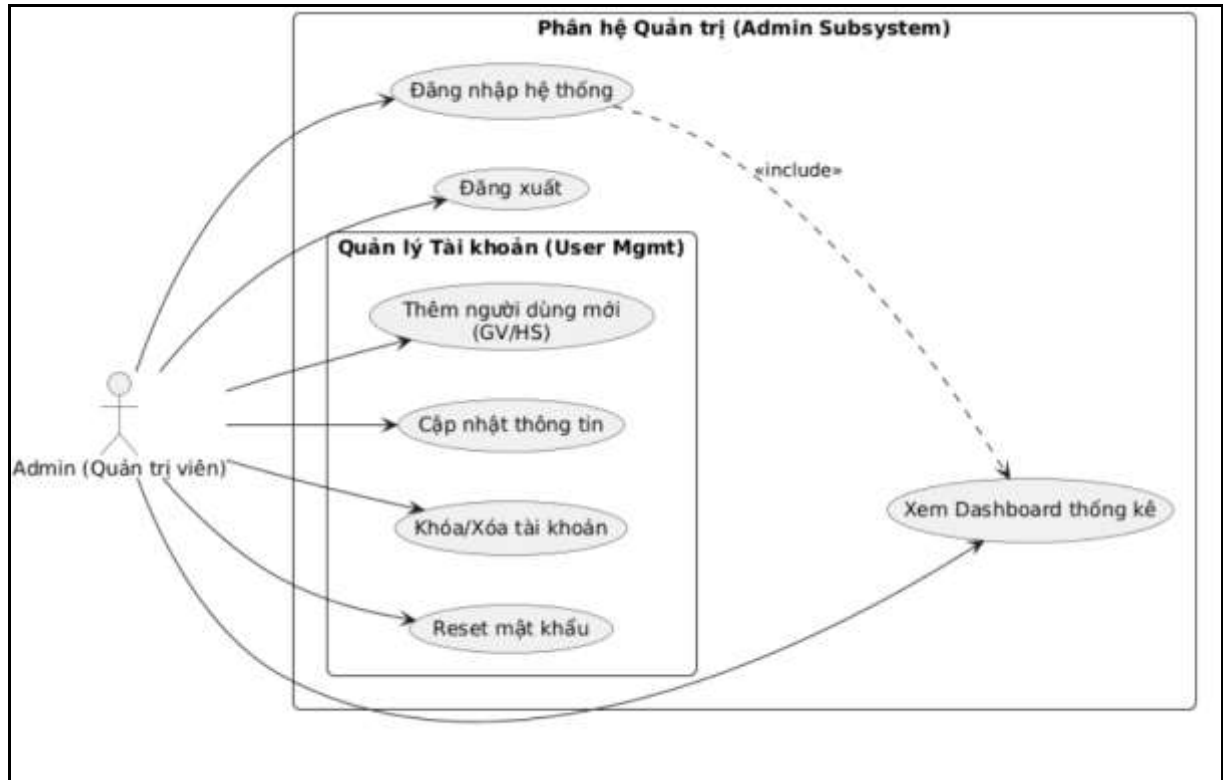 Phân hệ Quản trị (Admin Subsystem)
Đăng nhập hệ thống
«include»
Đăng xuất
Quản lý Tài khoản (User Mgmt)
Thêm người dùng mới
(GV/HS)
Cập nhật thông tin
Admin (Quản trị viên)
Xem Dashboard thống kê
Khóa/Xóa tài khoản
Reset mật khẩu